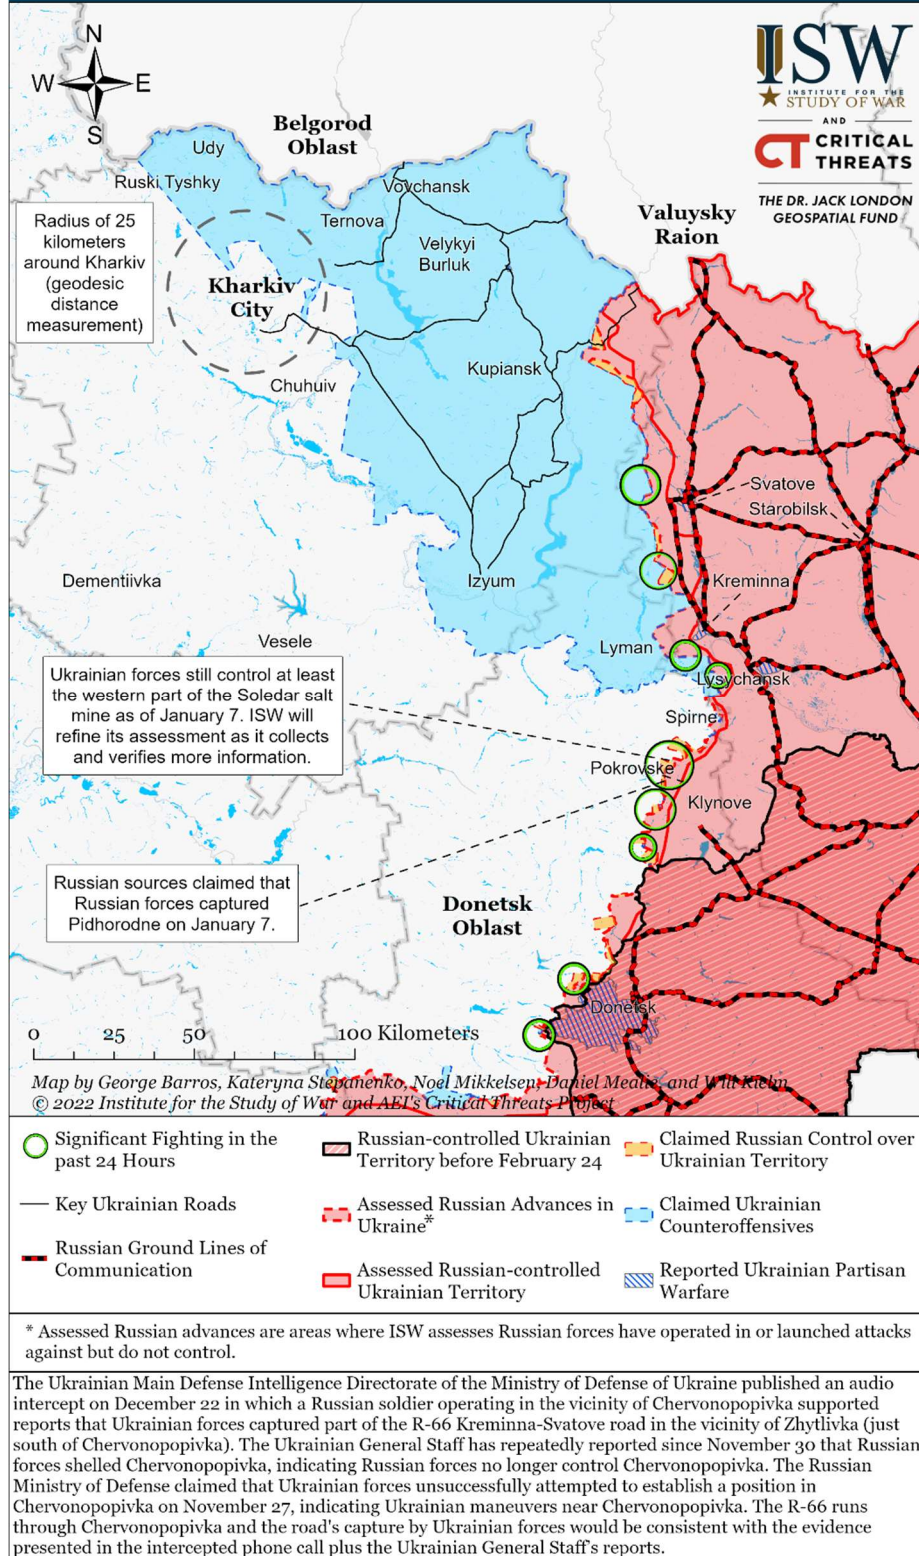 N
W E
S
ISW
INSTITUTE FOR THE
STUDY OF WAR
AND
CT CRITICAL
THREATS
THE DR. JACK LONDON
GEOSPATIAL FUND
Belgorod
Oblast
Udy
Ruski Tyshky
Vovchansk
Ternova
Valuysky
Raion
Radius of 25
kilometers
around Kharkiv
(geodesic
distance
measurement)
Velykyi
Burluk
Kharkiv
City
Kupiansk
Chuhuiv
Svatove
Starobilsk
Dementiivka
Izyum
Kreminna
Vesele
Lyman
Lysychansk
Ukrainian forces still control at least
the western part of the Soledar salt
mine as of January 7. ISW will
refine its assessment as it collects
and verifies more information.
Spirne
Pokrovske
Klynove
Russian sources claimed that
Russian forces captured
Pidhorodne on January 7.
Donetsk
Oblast
Donetsk
0 25 50 100 Kilometers
Map by George Barros, Kateryna Stepanenko, Noel Mikkelsen, Daniel Mealie, and Will Kielm
© 2022 Institute for the Study of War and AEI's Critical Threats Project
Significant Fighting in the
past 24 Hours
Key Ukrainian Roads
Russian Ground Lines of
Communication
Russian-controlled Ukrainian
Territory before February 24
Assessed Russian Advances in
Ukraine*
Assessed Russian-controlled
Ukrainian Territory
Claimed Russian Control over
Ukrainian Territory
Claimed Ukrainian
Counteroffensives
Reported Ukrainian Partisan
Warfare
* Assessed Russian advances are areas where ISW assesses Russian forces have operated in or launched attacks
against but do not control.
The Ukrainian Main Defense Intelligence Directorate of the Ministry of Defense of Ukraine published an audio
intercept on December 22 in which a Russian soldier operating in the vicinity of Chervonopopivka supported
reports that Ukrainian forces captured part of the R-66 Kreminna-Svatove road in the vicinity of Zhytlivka (just
south of Chervonopopivka). The Ukrainian General Staff has repeatedly reported since November 30 that Russian
forces shelled Chervonopopivka, indicating Russian forces no longer control Chervonopopivka. The Russian
Ministry of Defense claimed that Ukrainian forces unsuccessfully attempted to establish a position in
Chervonopopivka on November 27, indicating Ukrainian maneuvers near Chervonopopivka. The R-66 runs
through Chervonopopivka and the road's capture by Ukrainian forces would be consistent with the evidence
presented in the intercepted phone call plus the Ukrainian General Staff's reports.